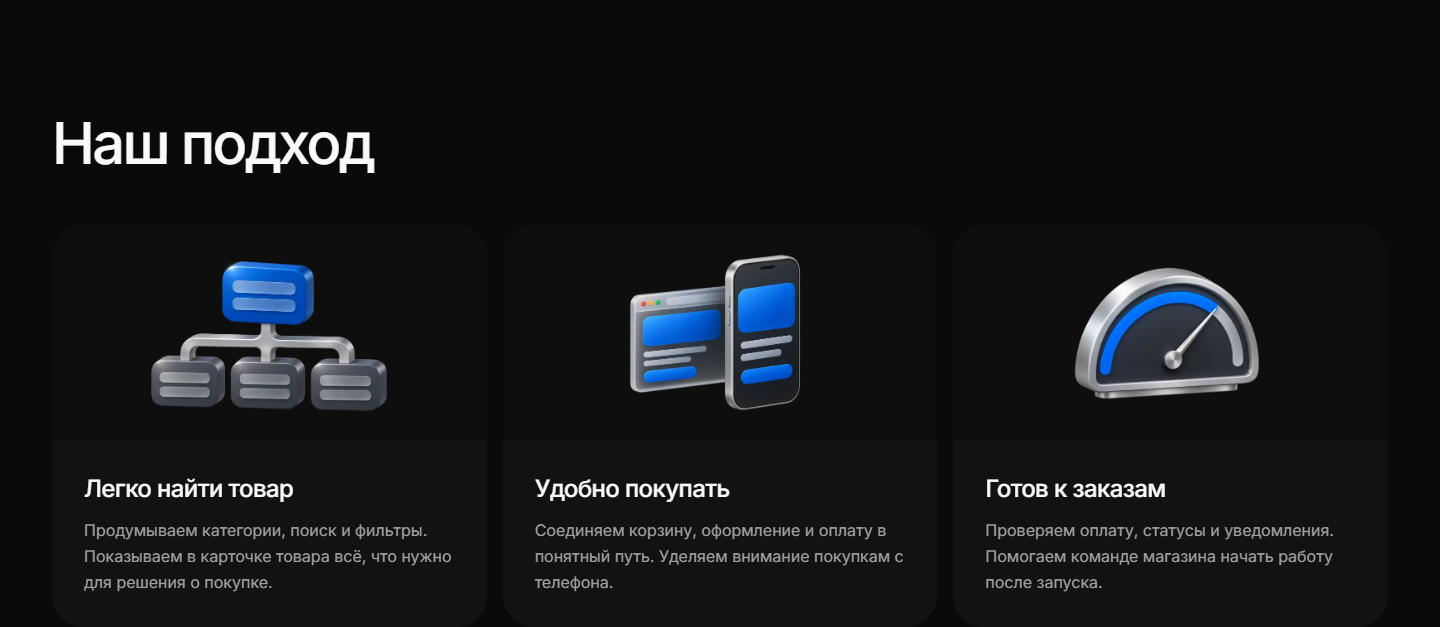 Наш подход
Легко найти товар
Продумываем категории, поиск и фильтры.
Показываем в карточке товара всё, что нужно
для решения о покупке.
Удобно покупать
Соединяем корзину, оформление и оплату в
понятный путь. Уделяем внимание покупкам с
телефона.
Готов к заказам
Проверяем оплату, статусы и уведомления.
Помогаем команде магазина начать работу
после запуска.